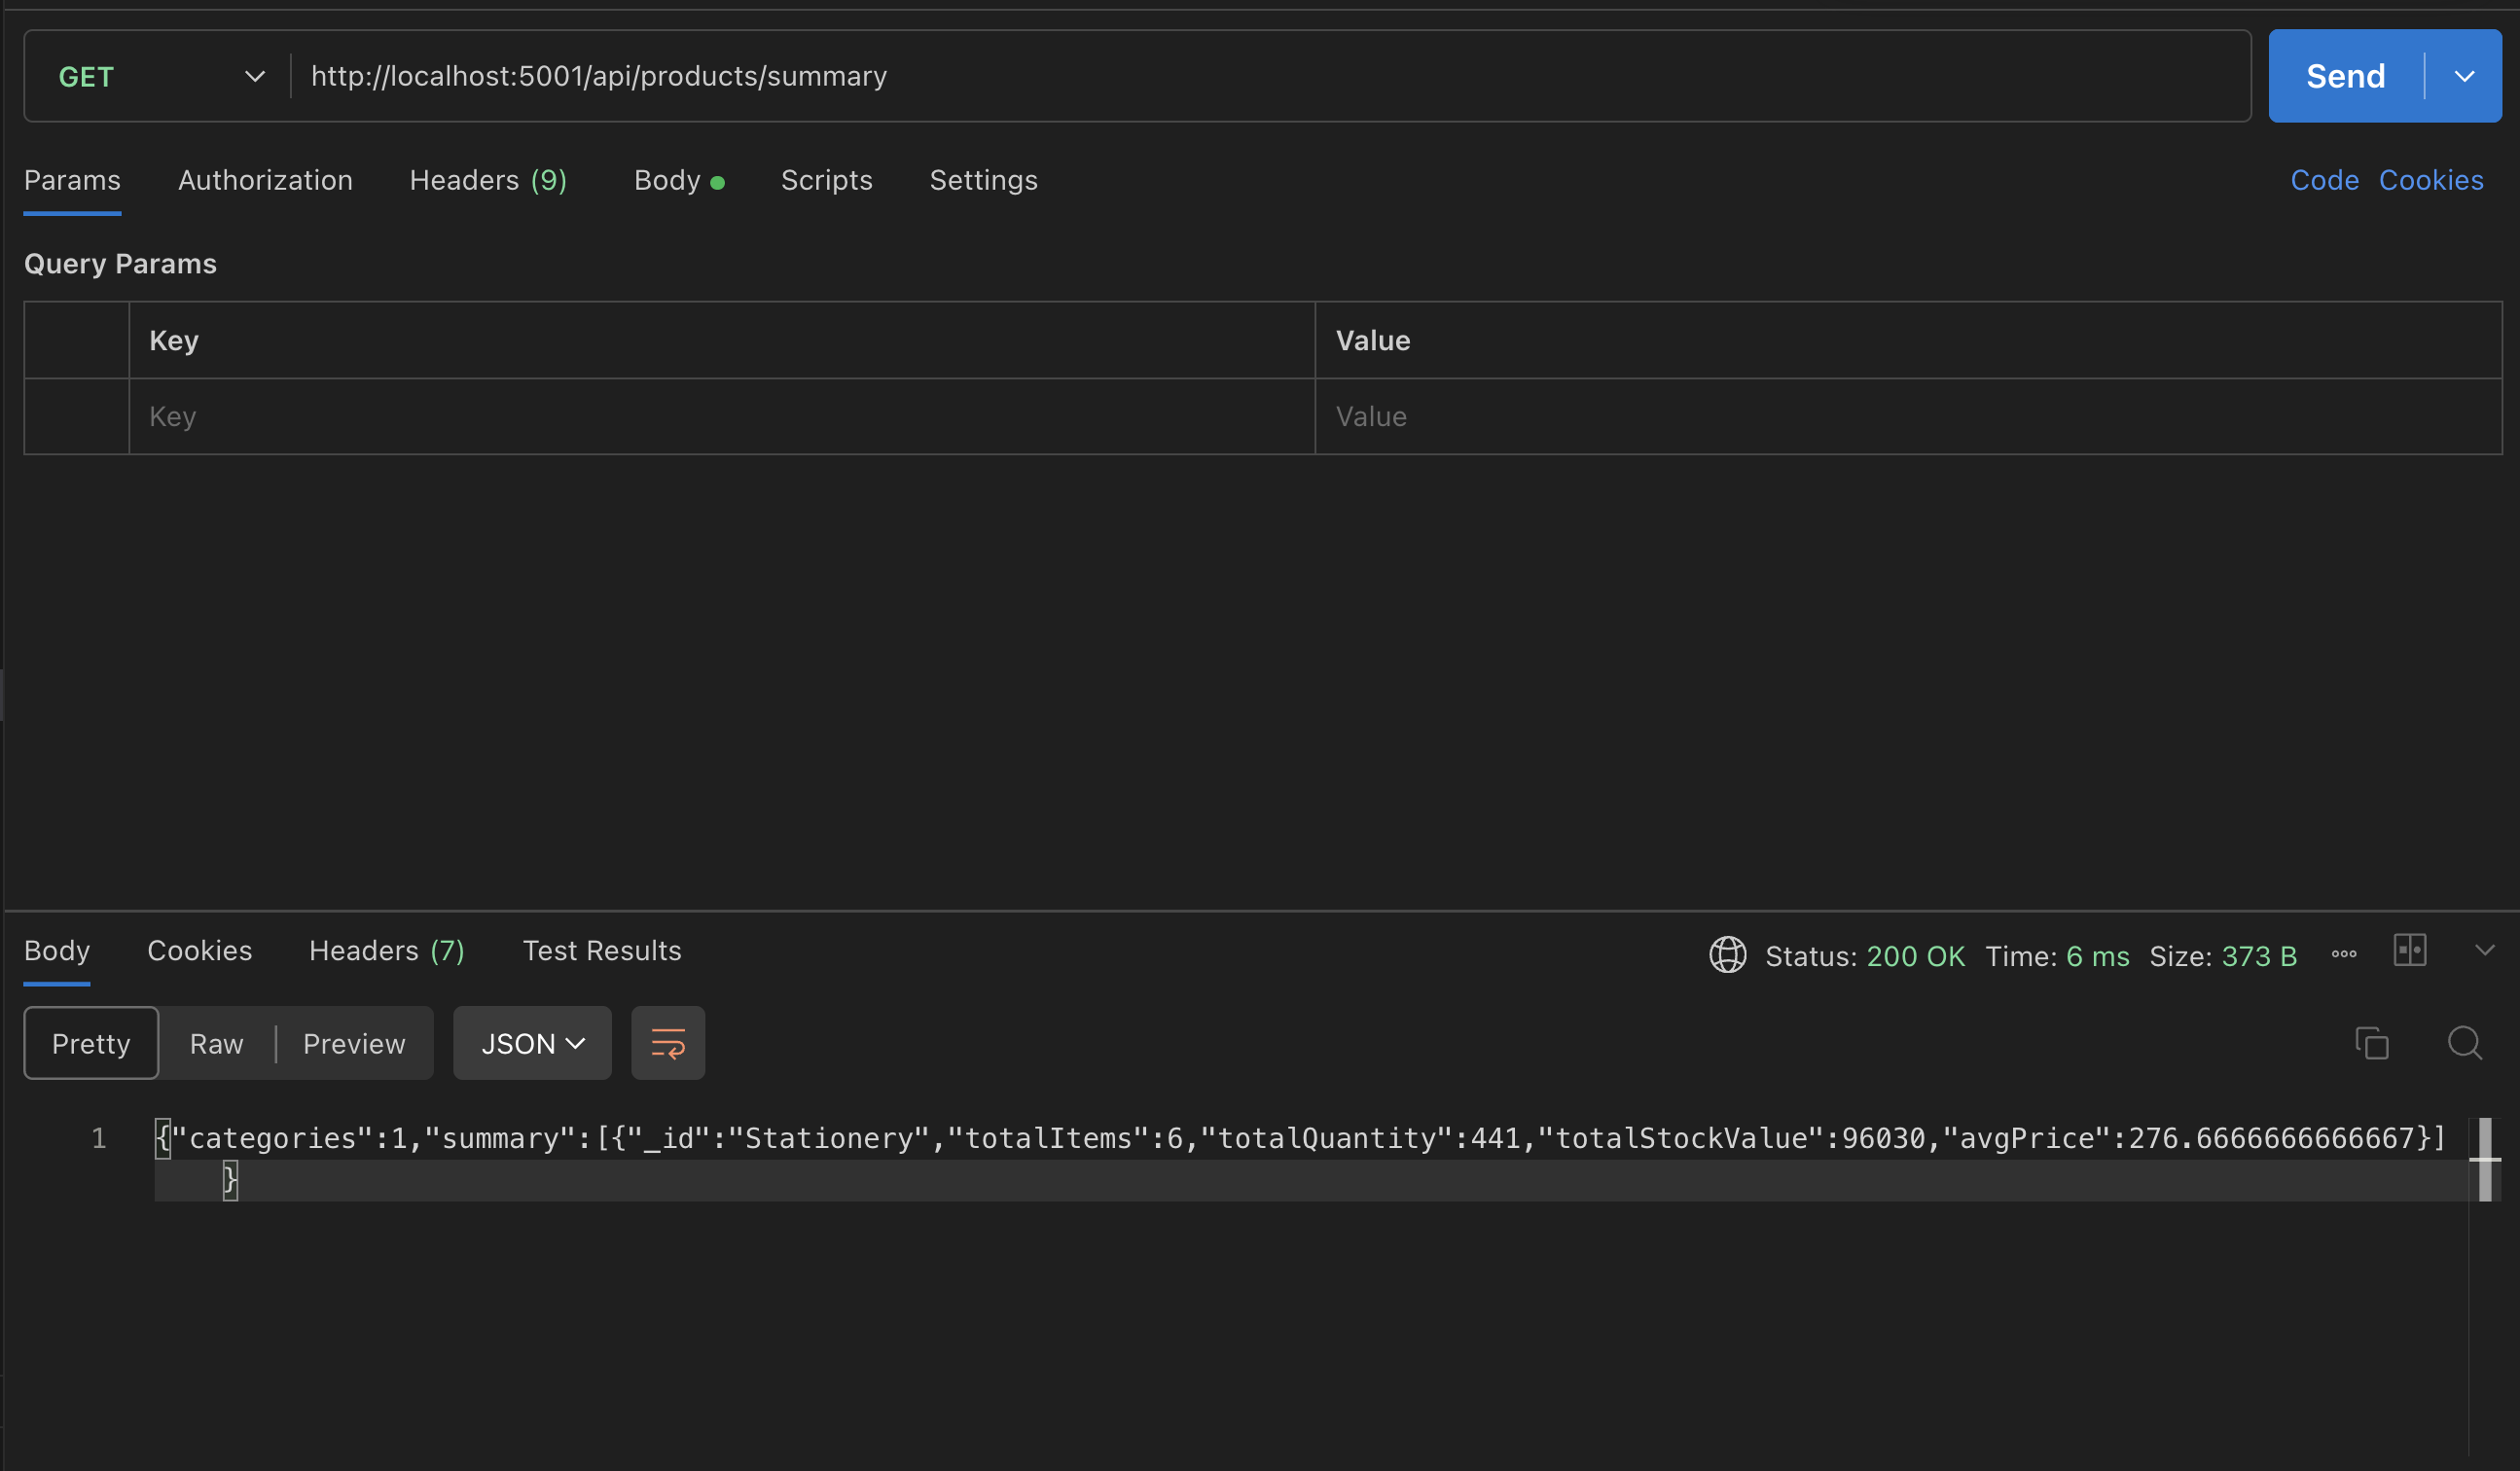 GET http://localhost:5001/api/products/summary Send
Params Authorization Headers (9) Body Scripts Settings Code Cookies
Query Params
Key Value
Key Value
Body Cookies Headers (7) Test Results Status: 200 OK Time: 6 ms Size: 373 B
Pretty Raw Preview JSON
1 {"categories":1,"summary":[{"_id":"Stationery","totalItems":6,"totalQuantity":441,"totalStockValue":96030,"avgPrice":276.6666666666667}]
}